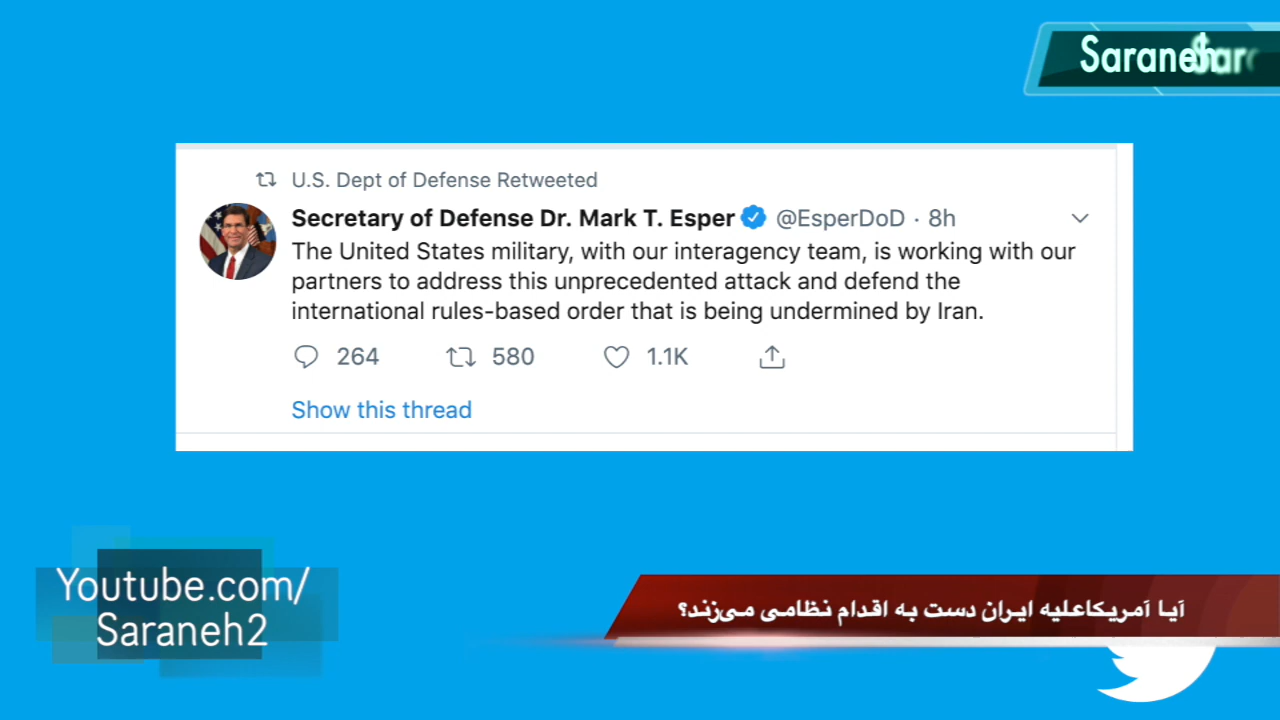 Saraneh
U.S. Dept of Defense Retweeted
Secretary of Defense Dr. Mark T. Esper @EsperDoD · 8h
The United States military, with our interagency team, is working with our
partners to address this unprecedented attack and defend the
international rules-based order that is being undermined by Iran.
264 580 1.1K
Show this thread
Youtube.com/
Saraneh2
آیا آمریکاعلیه ایران دست به اقدام نظامی می‌زند؟